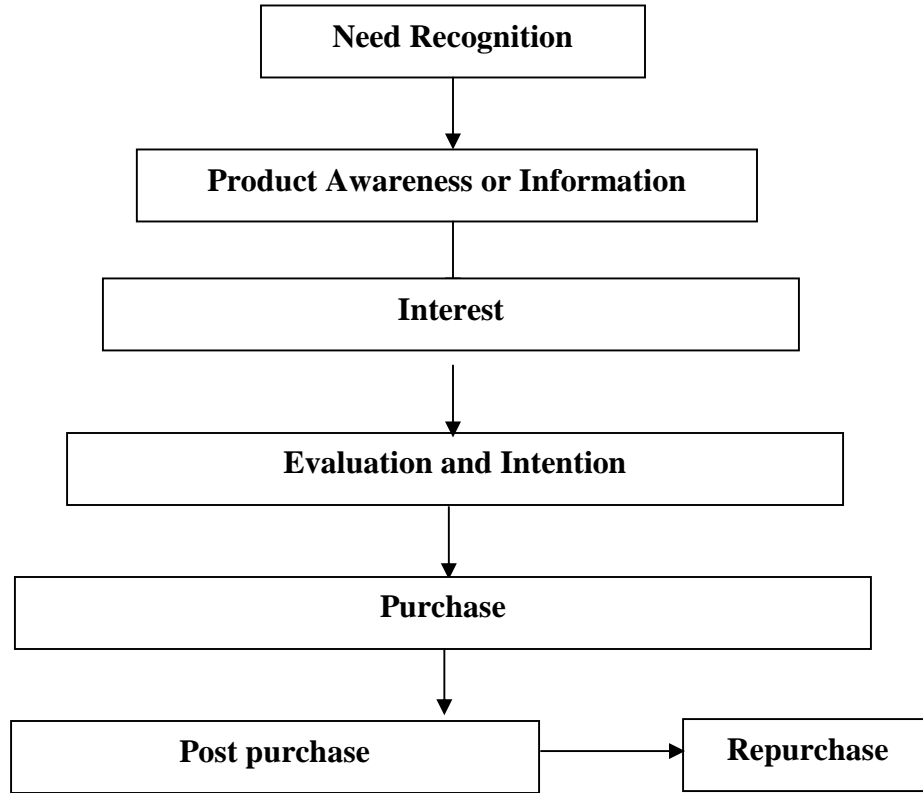 Need Recognition
Product Awareness or Information
Interest
Evaluation and Intention
Purchase
Post purchase
Repurchase